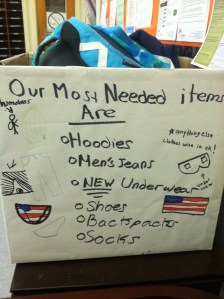 Our Most Needed items
Are
homeless
Hoodies
Men's Jeans
*anything else
clothes wise is ok!
NEW Underwear
Shoes
Backpacks
Socks